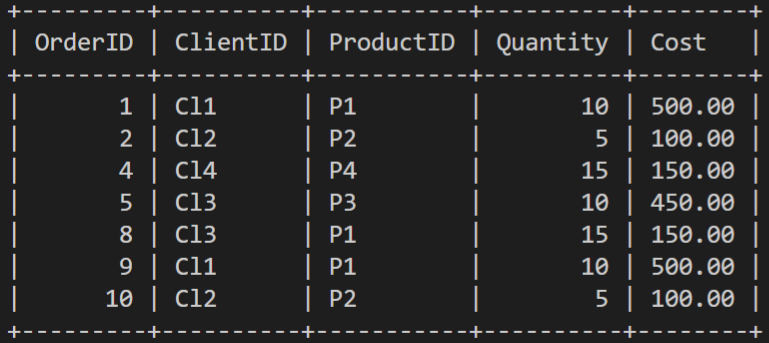 +---------+----------+-----------+----------+--------+
| OrderID | ClientID | ProductID | Quantity | Cost   |
+---------+----------+-----------+----------+--------+
|       1 | Cl1      | P1        |       10 | 500.00 |
|       2 | Cl2      | P2        |        5 | 100.00 |
|       4 | Cl4      | P4        |       15 | 150.00 |
|       5 | Cl3      | P3        |       10 | 450.00 |
|       8 | Cl3      | P1        |       15 | 150.00 |
|       9 | Cl1      | P1        |       10 | 500.00 |
|      10 | Cl2      | P2        |        5 | 100.00 |
+---------+----------+-----------+----------+--------+